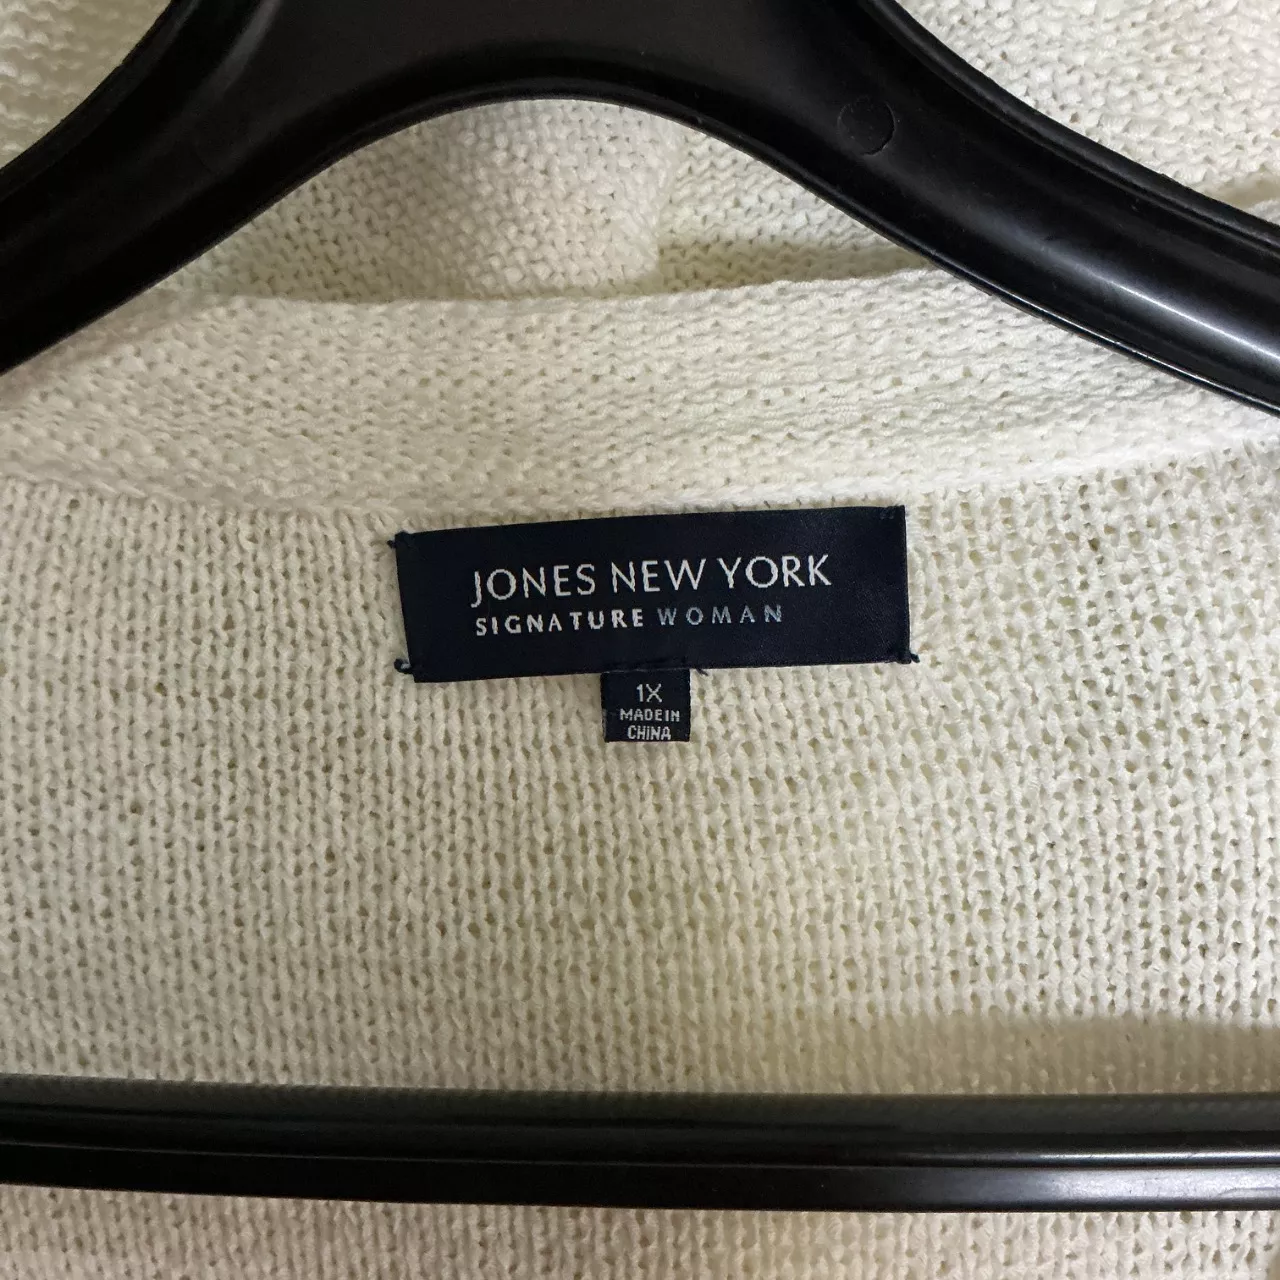 JONES NEW YORK
SIGNATURE WOMAN
1X
MADE IN
CHINA